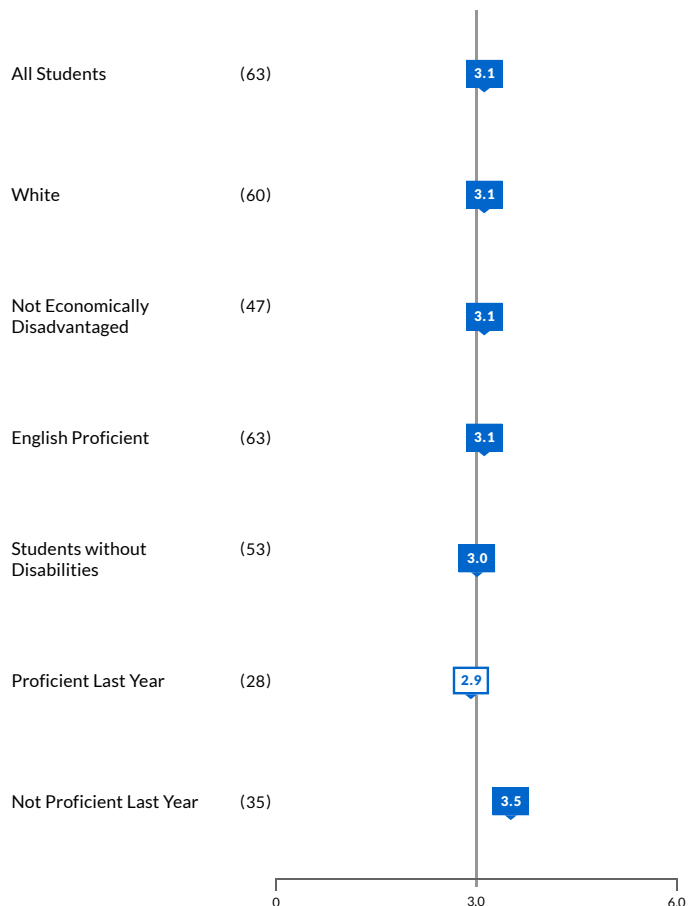 All Students (63) 3.1
White (60) 3.1
Not Economically (47) 3.1
Disadvantaged
English Proficient (63) 3.1
Students without (53) 3.0
Disabilities
Proficient Last Year (28) 2.9
Not Proficient Last Year (35) 3.5
0 3.0 6.0